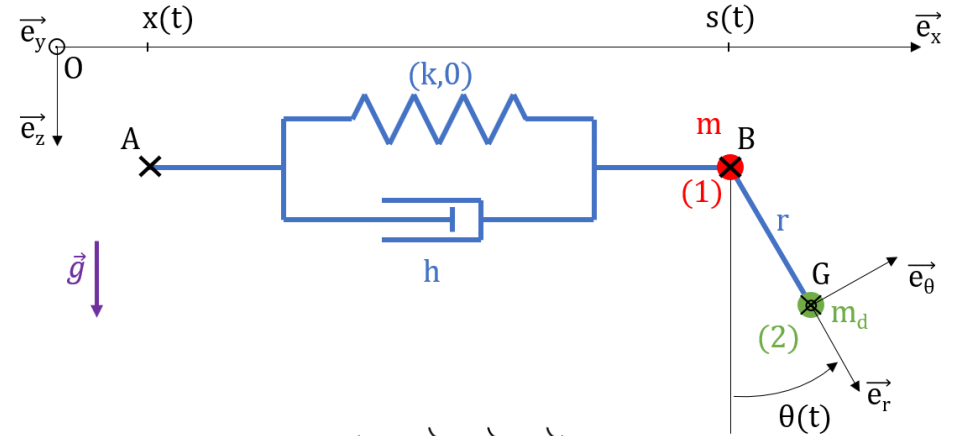 x(t) s(t)
e_y e_x
O
e_z
(k,0)
A m B
(1)
r
g
h
G e_θ
m_d
(2)
e_r
θ(t)